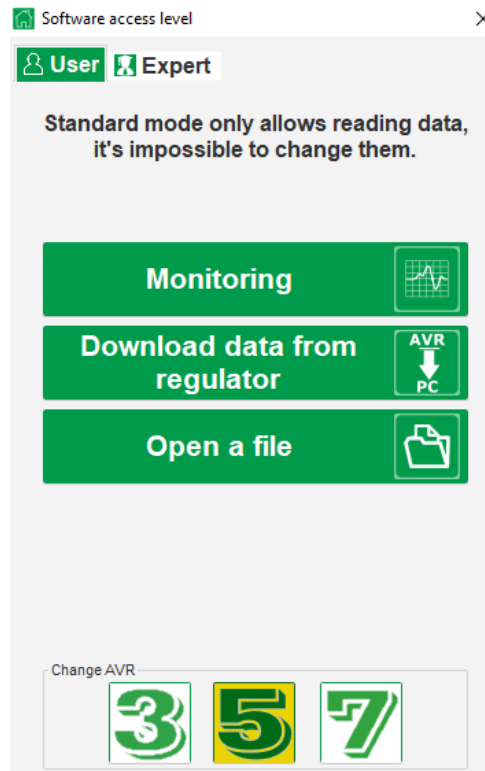 Software access level
User Expert
Standard mode only allows reading data,
it's impossible to change them.
Monitoring
Download data from
regulator
AVR
PC
Open a file
Change AVR
3 5 7